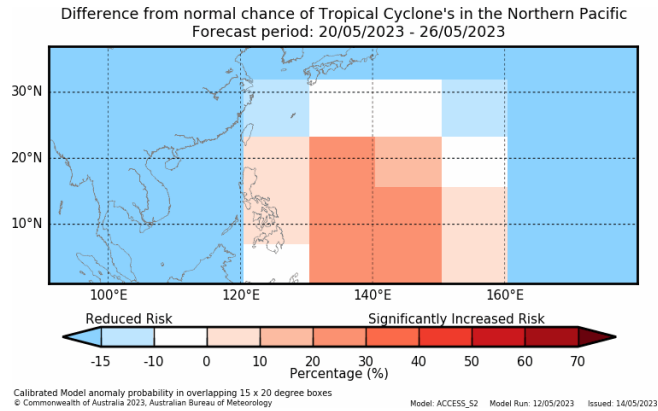 Difference from normal chance of Tropical Cyclone's in the Northern Pacific
Forecast period: 20/05/2023 - 26/05/2023
30°N
20°N
10°N
100°E 120°E 140°E 160°E
Reduced Risk Significantly Increased Risk
-15 -10 0 10 20 30 40 50 60 70
Percentage (%)
Calibrated Model anomaly probability in overlapping 15 x 20 degree boxes
© Commonwealth of Australia 2023, Australian Bureau of Meteorology Model: ACCESS_S2 Model Run: 12/05/2023 Issued: 14/05/2023